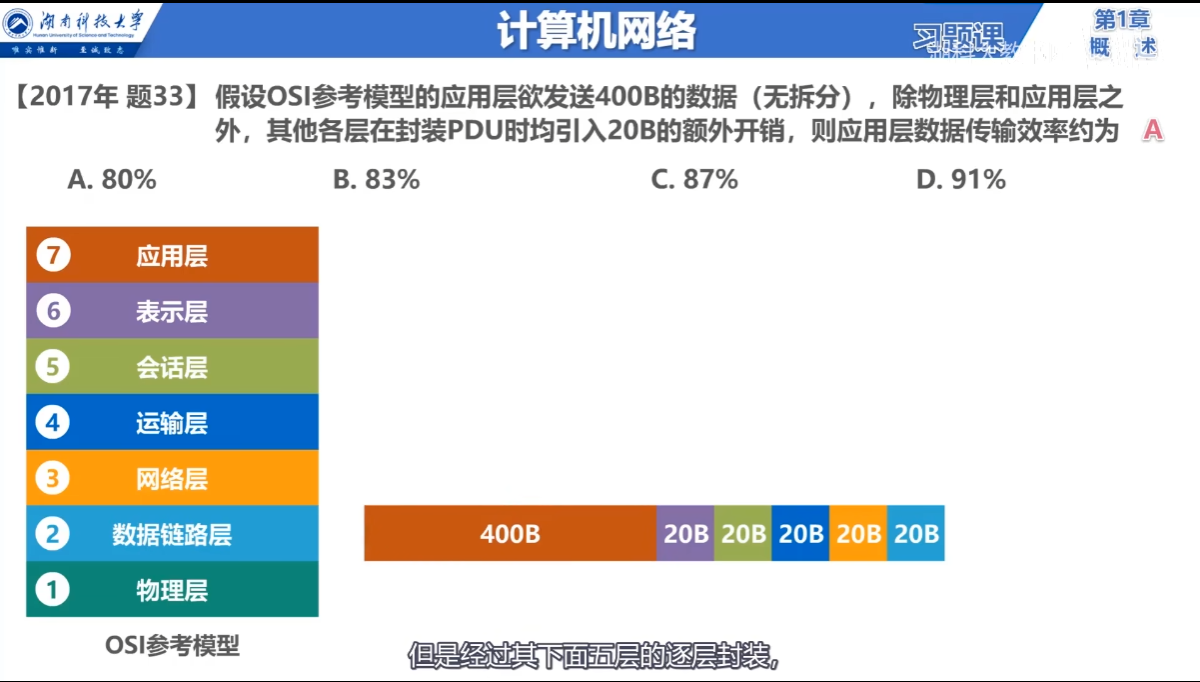 湖南科技大学
Hunan University of Science and Technology
唯实惟新 至诚致志
计算机网络
习题课
第1章
概 述
【2017年 题33】 假设OSI参考模型的应用层欲发送400B的数据（无拆分），除物理层和应用层之
外，其他各层在封装PDU时均引入20B的额外开销，则应用层数据传输效率约为 A
A. 80% B. 83% C. 87% D. 91%
7 应用层
6 表示层
5 会话层
4 运输层
3 网络层
2 数据链路层 400B 20B 20B 20B 20B 20B
1 物理层
OSI参考模型
但是经过其下面五层的逐层封装，